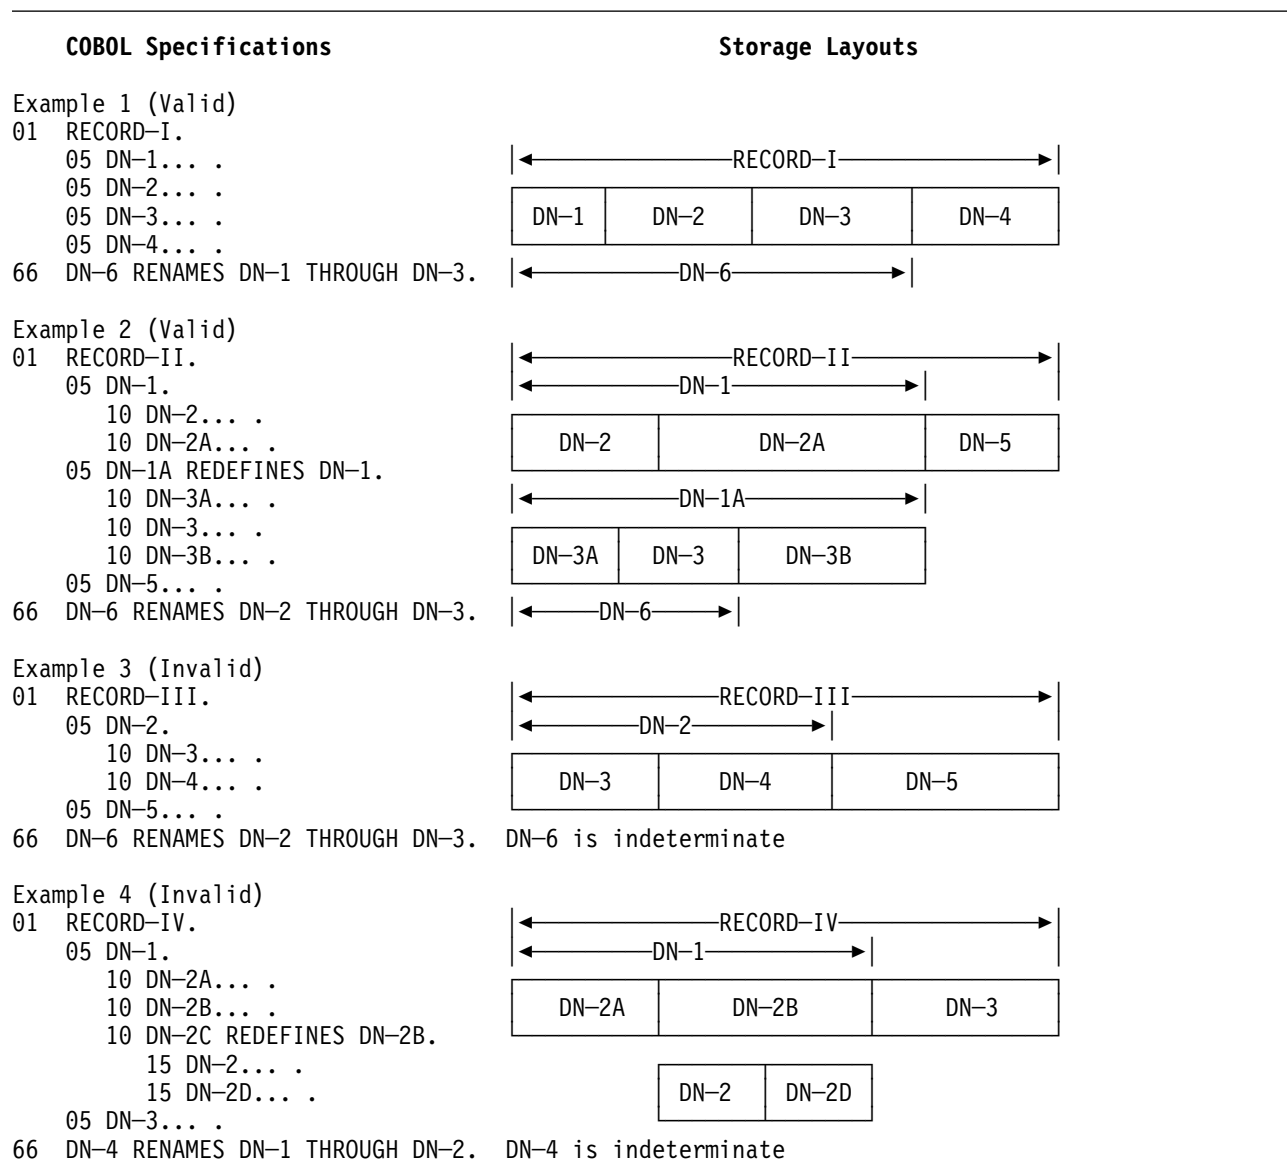 COBOL Specifications Storage Layouts
Example 1 (Valid)
01 RECORD—I.
05 DN—1... . RECORD—I
05 DN—2... .
05 DN—3... . DN—1 DN—2 DN—3 DN—4
05 DN—4... .
66 DN—6 RENAMES DN—1 THROUGH DN—3. DN—6
Example 2 (Valid)
01 RECORD—II. RECORD—II
05 DN—1. DN—1
10 DN—2... .
10 DN—2A... . DN—2 DN—2A DN—5
05 DN—1A REDEFINES DN—1.
10 DN—3A... . DN—1A
10 DN—3... .
10 DN—3B... . DN—3A DN—3 DN—3B
05 DN—5... .
66 DN—6 RENAMES DN—2 THROUGH DN—3. DN—6
Example 3 (Invalid)
01 RECORD—III. RECORD—III
05 DN—2. DN—2
10 DN—3... .
10 DN—4... . DN—3 DN—4 DN—5
05 DN—5... .
66 DN—6 RENAMES DN—2 THROUGH DN—3. DN—6 is indeterminate
Example 4 (Invalid)
01 RECORD—IV. RECORD—IV
05 DN—1. DN—1
10 DN—2A... .
10 DN—2B... . DN—2A DN—2B DN—3
10 DN—2C REDEFINES DN—2B.
15 DN—2... .
15 DN—2D... . DN—2 DN—2D
05 DN—3... .
66 DN—4 RENAMES DN—1 THROUGH DN—2. DN—4 is indeterminate